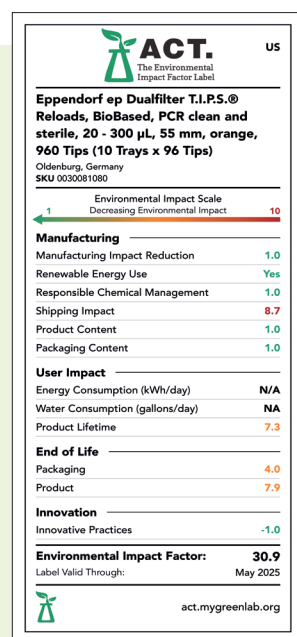 ACT.
US
The Environmental
Impact Factor Label
Eppendorf ep Dualfilter T.I.P.S.®
Reloads, BioBased, PCR clean and
sterile, 20 - 300 µL, 55 mm, orange,
960 Tips (10 Trays x 96 Tips)
Oldenburg, Germany
SKU 0030081080
Environmental Impact Scale
1 Decreasing Environmental Impact 10
Manufacturing
Manufacturing Impact Reduction 1.0
Renewable Energy Use Yes
Responsible Chemical Management 1.0
Shipping Impact 8.7
Product Content 1.0
Packaging Content 1.0
User Impact
Energy Consumption (kWh/day) N/A
Water Consumption (gallons/day) NA
Product Lifetime 7.3
End of Life
Packaging 4.0
Product 7.9
Innovation
Innovative Practices -1.0
Environmental Impact Factor: 30.9
Label Valid Through: May 2025
act.mygreenlab.org